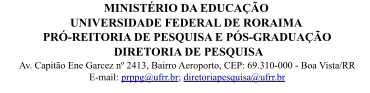 MINISTÉRIO DA EDUCAÇÃO
UNIVERSIDADE FEDERAL DE RORAIMA
PRÓ-REITORIA DE PESQUISA E PÓS-GRADUAÇÃO
DIRETORIA DE PESQUISA
Av. Capitão Ene Garcez nº 2413, Bairro Aeroporto, CEP: 69.310-000 - Boa Vista/RR
E-mail: prppg@ufrr.br; diretoriapesquisa@ufrr.br